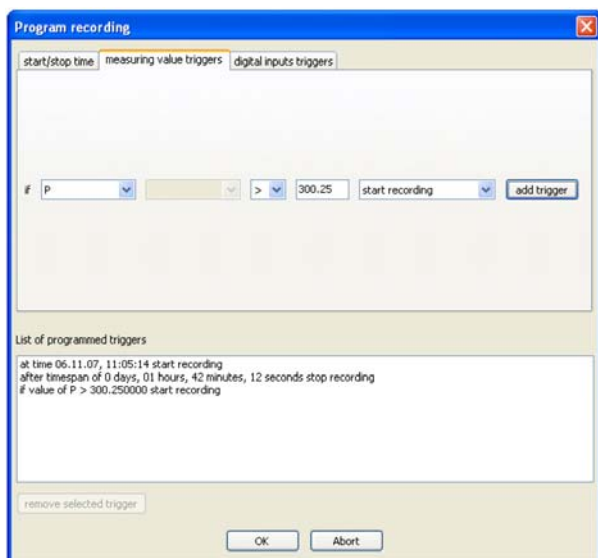 Program recording
start/stop time measuring value triggers digital inputs triggers
if P > 300.25 start recording add trigger
List of programmed triggers
at time 06.11.07, 11:05:14 start recording
after timespan of 0 days, 01 hours, 42 minutes, 12 seconds stop recording
if value of P > 300.250000 start recording
remove selected trigger
OK Abort